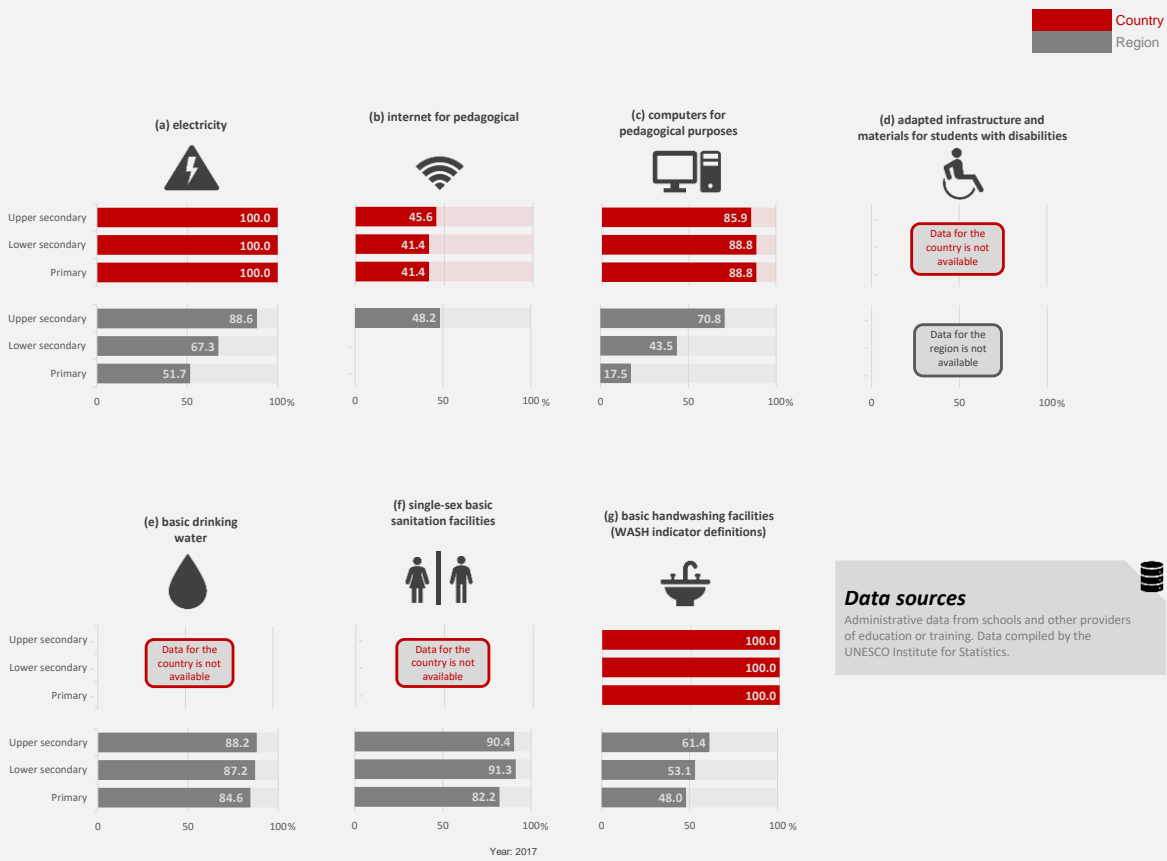 Country
Region
(a) electricity
Upper secondary 100.0
Lower secondary 100.0
Primary 100.0
Upper secondary 88.6
Lower secondary 67.3
Primary 51.7
0 50 100%
(b) internet for pedagogical
45.6
41.4
41.4
48.2
0 50 100 %
(c) computers for
pedagogical purposes
85.9
88.8
88.8
70.8
43.5
17.5
0 50 100%
(d) adapted infrastructure and
materials for students with disabilities
Data for the
country is not
available
Data for the
region is not
available
0 50 100%
(e) basic drinking
water
Upper secondary
Lower secondary
Primary
Data for the
country is not
available
Upper secondary 88.2
Lower secondary 87.2
Primary 84.6
0 50 100%
(f) single-sex basic
sanitation facilities
Data for the
country is not
available
90.4
91.3
82.2
0 50 100%
(g) basic handwashing facilities
(WASH indicator definitions)
100.0
100.0
100.0
61.4
53.1
48.0
0 50 100 %
Data sources
Administrative data from schools and other providers
of education or training. Data compiled by the
UNESCO Institute for Statistics.
Year: 2017